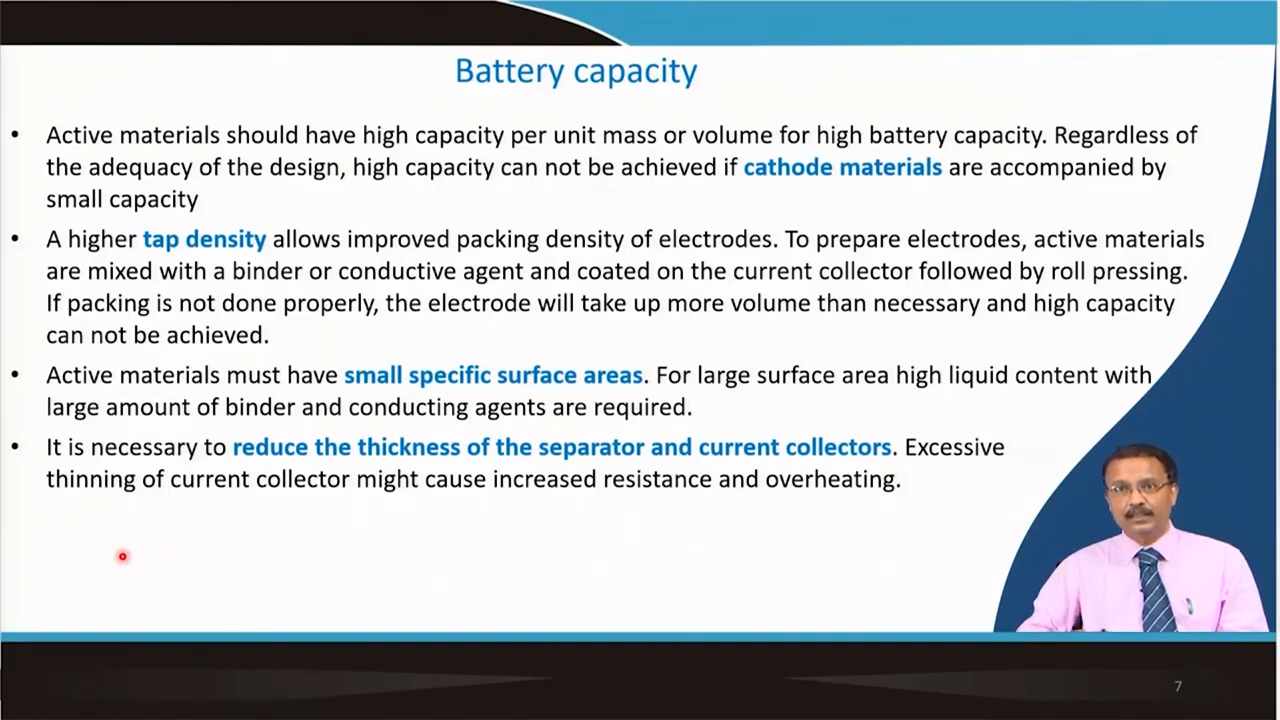 Battery capacity
• Active materials should have high capacity per unit mass or volume for high battery capacity. Regardless of
the adequacy of the design, high capacity can not be achieved if cathode materials are accompanied by
small capacity
• A higher tap density allows improved packing density of electrodes. To prepare electrodes, active materials
are mixed with a binder or conductive agent and coated on the current collector followed by roll pressing.
If packing is not done properly, the electrode will take up more volume than necessary and high capacity
can not be achieved.
• Active materials must have small specific surface areas. For large surface area high liquid content with
large amount of binder and conducting agents are required.
• It is necessary to reduce the thickness of the separator and current collectors. Excessive
thinning of current collector might cause increased resistance and overheating.
7